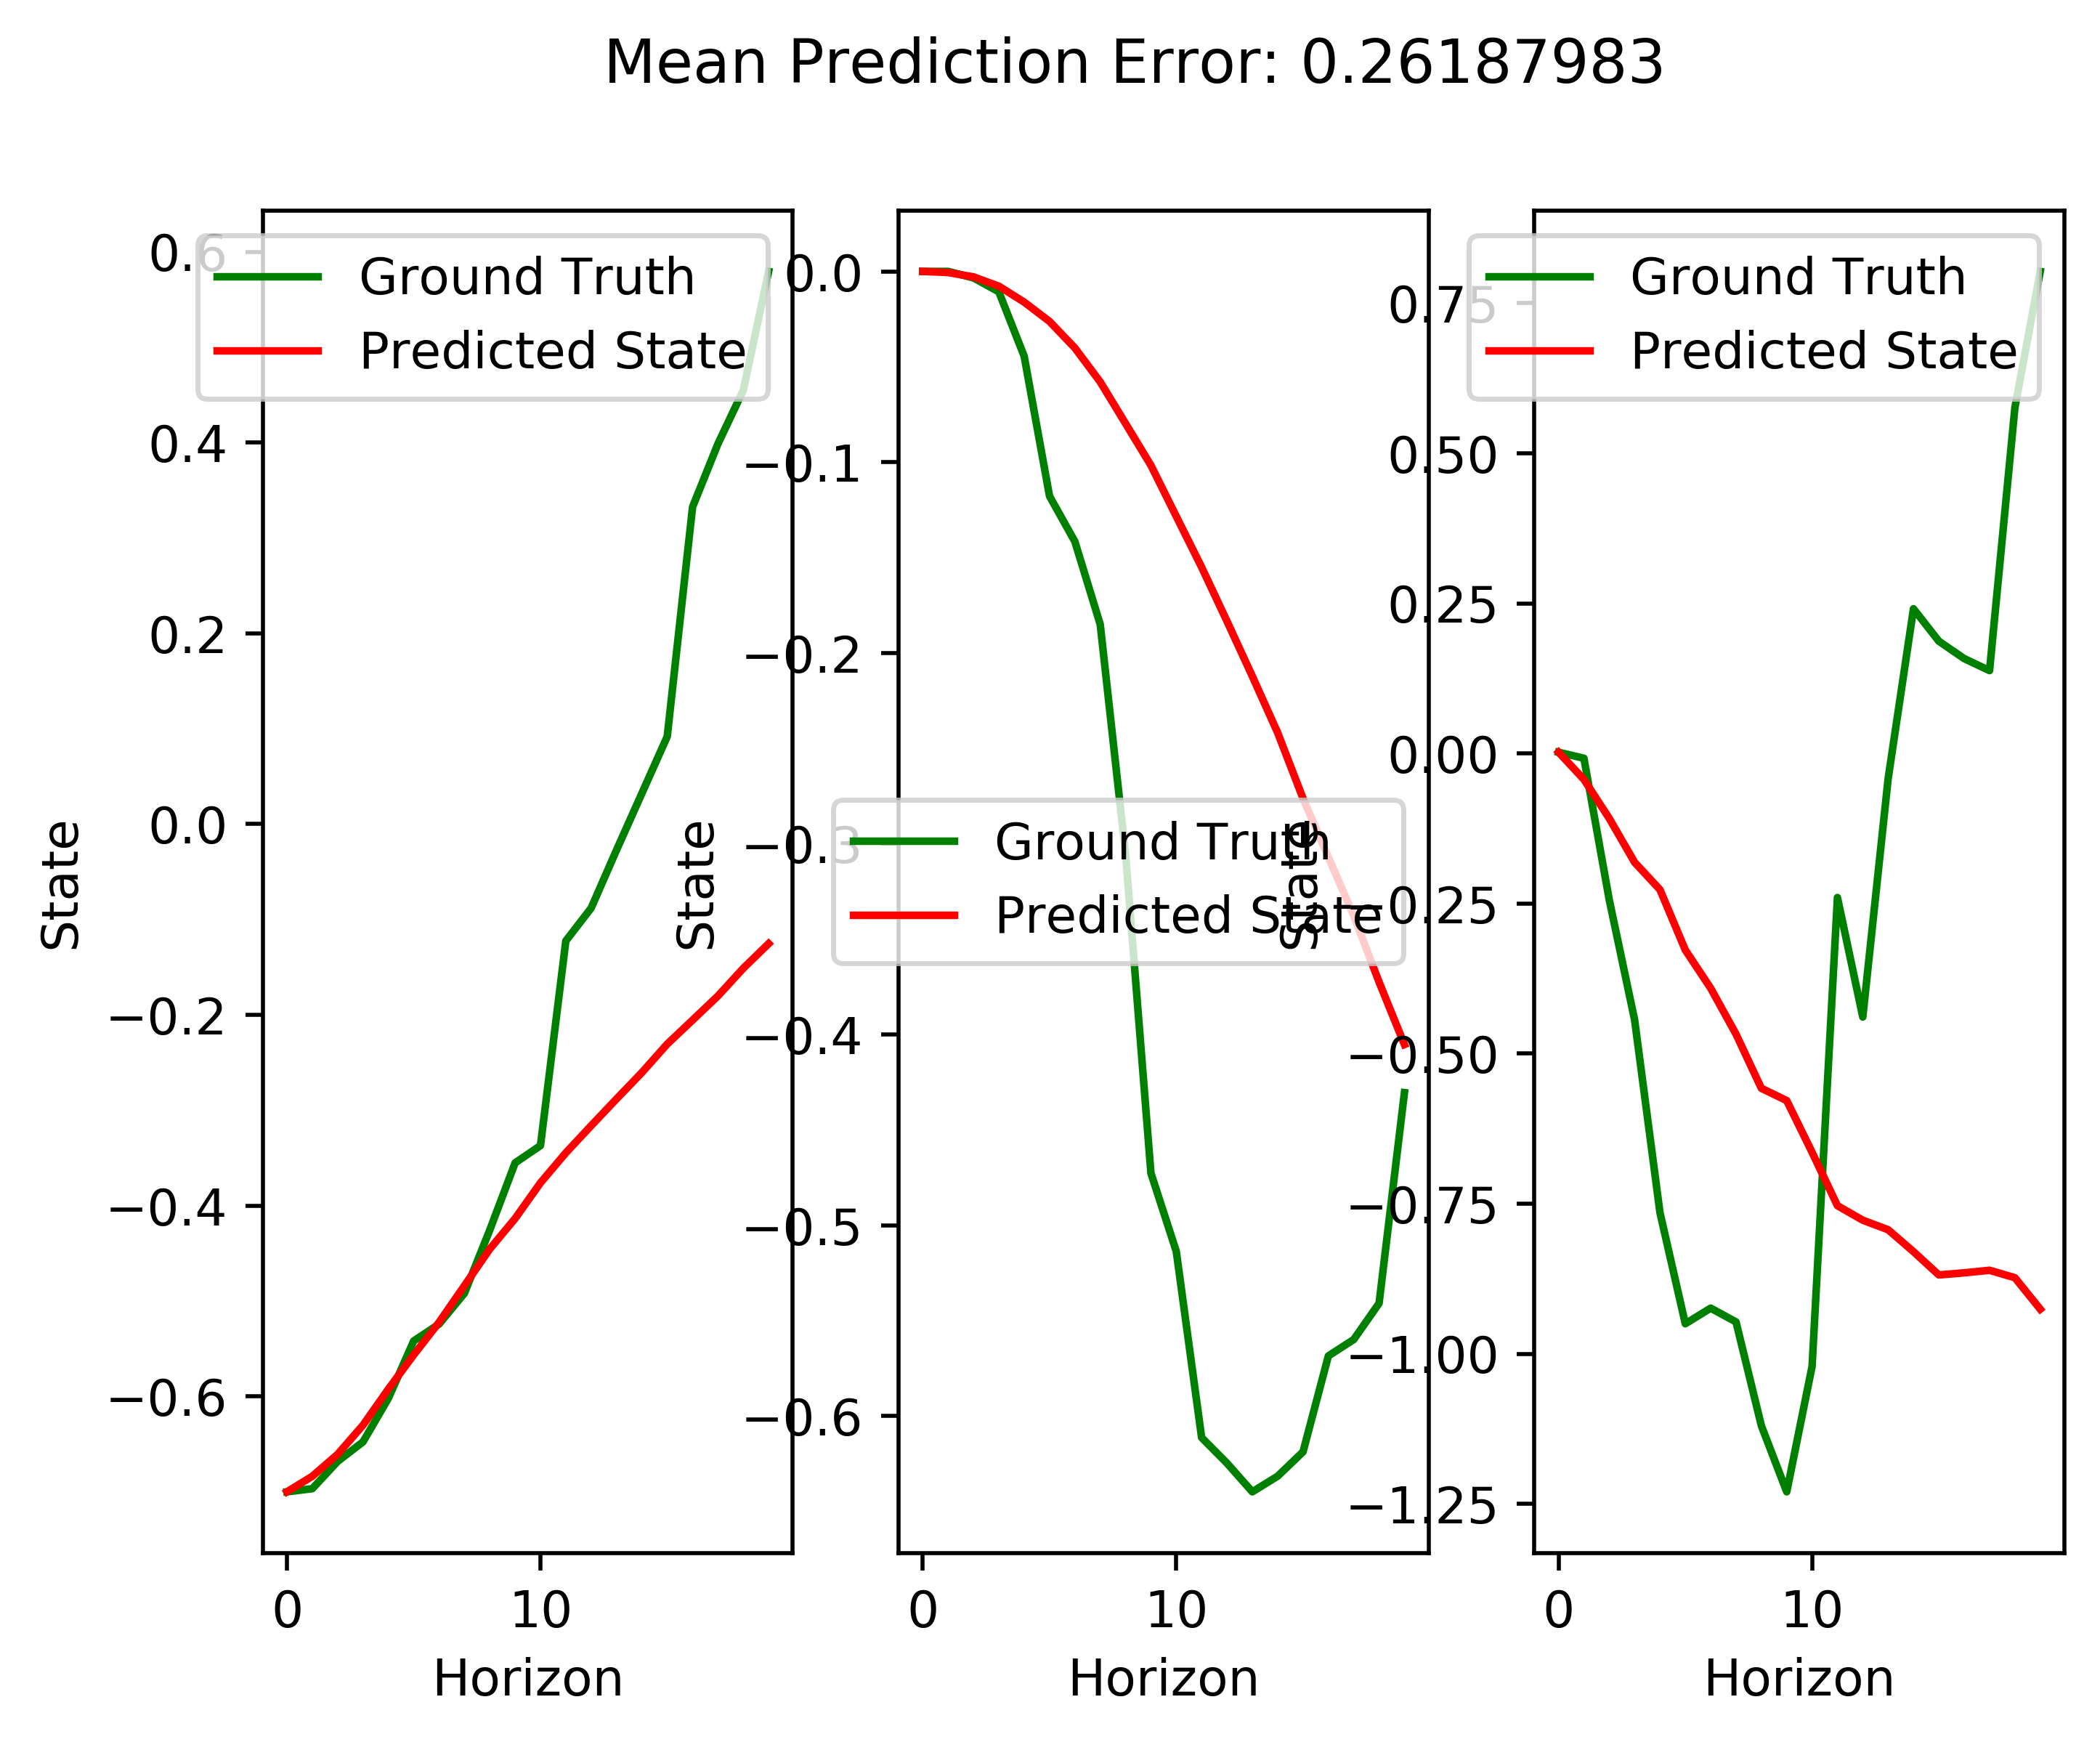 Mean Prediction Error: 0.26187983
0.6
0.4
0.2
0.0
−0.2
−0.4
−0.6
State
Ground Truth
Predicted State
0
10
Horizon
0.0
−0.1
−0.2
−0.3
−0.4
−0.5
−0.6
State
Ground Truth
Predicted State
0
10
Horizon
0.75
0.50
0.25
0.00
−0.25
−0.50
−0.75
−1.00
−1.25
State
Ground Truth
Predicted State
0
10
Horizon